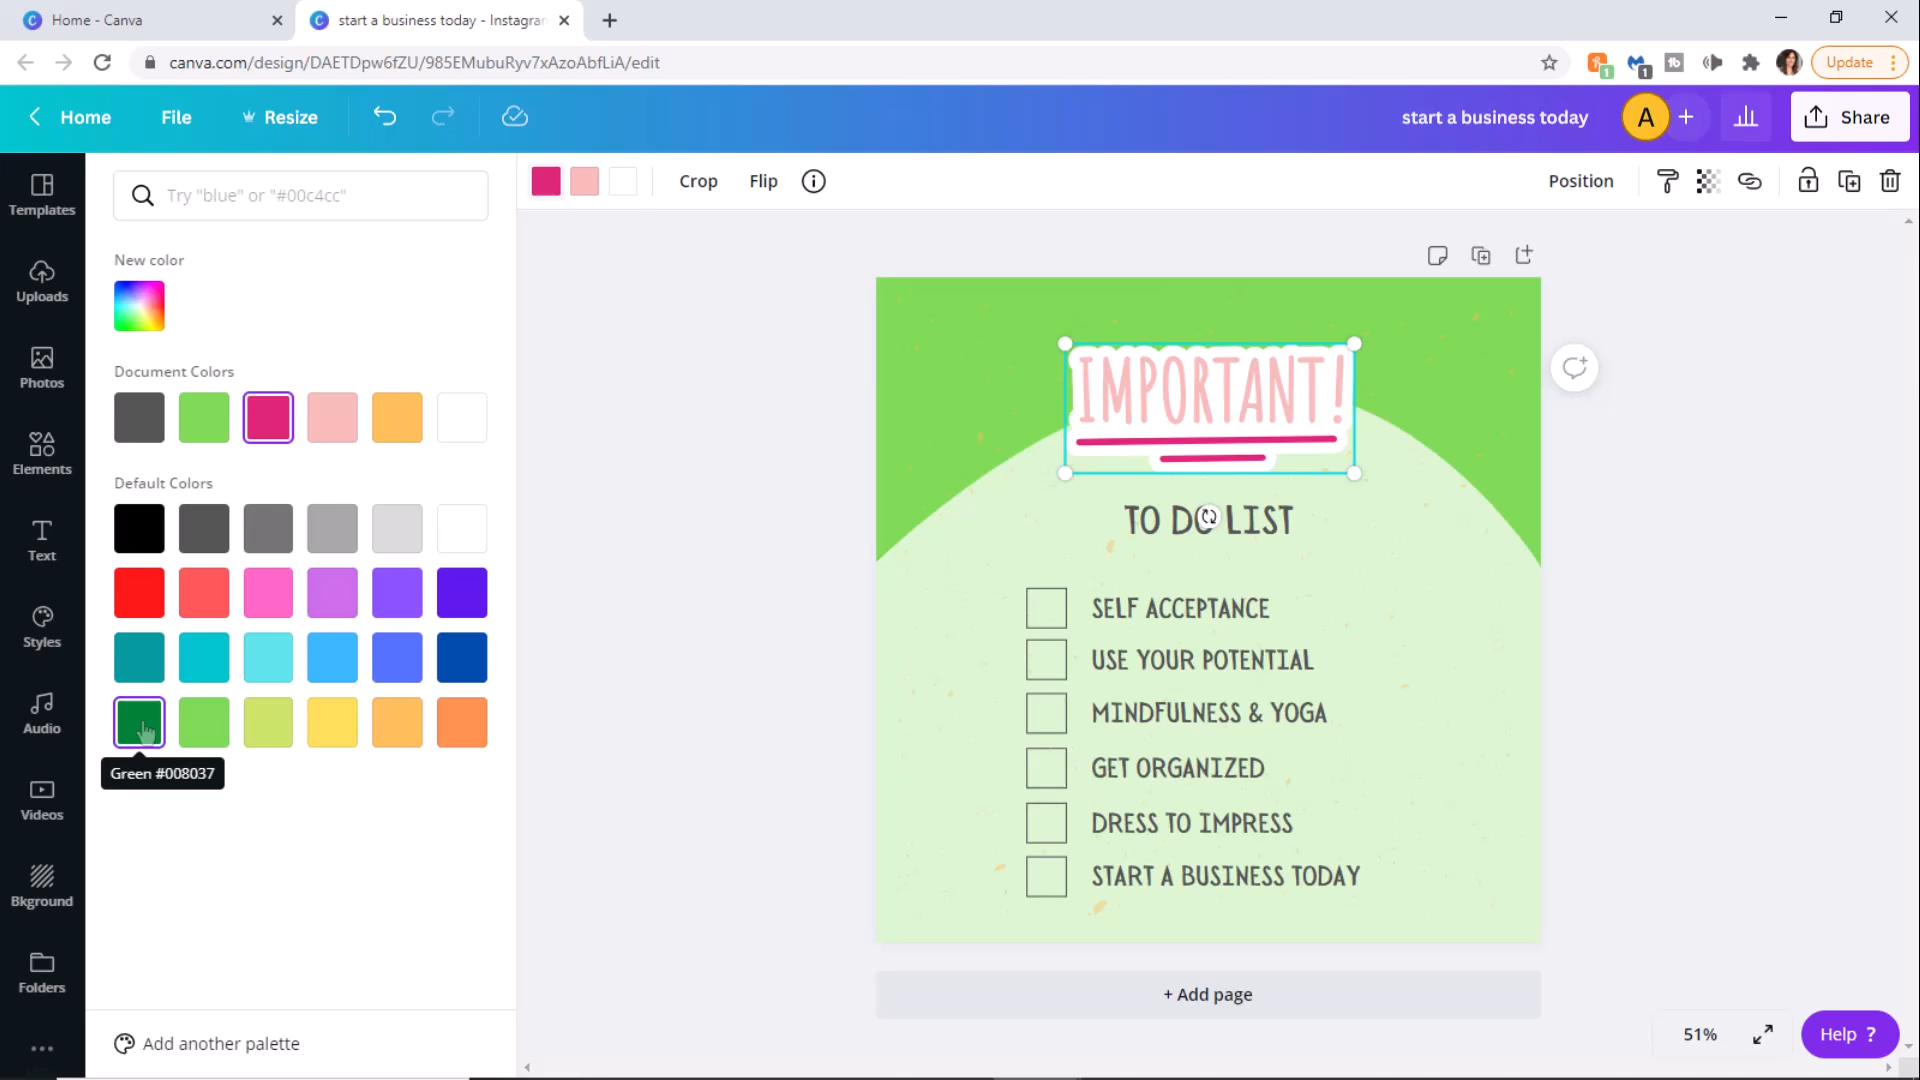 Home - Canva
start a business today - Instagra
canva.com/design/DAETDpw6fZU/985EMubuRyv7xAzoAbfLiA/edit
1
1
tb
Update
Home
File
Resize
start a business today
A
Share
Templates
Uploads
Photos
Elements
Text
Styles
Audio
Videos
Bkground
Folders
Try "blue" or "#00c4cc"
New color
Document Colors
Default Colors
Green #008037
Add another palette
Crop
Flip
Position
IMPORTANT!
TO DO LIST
SELF ACCEPTANCE
USE YOUR POTENTIAL
MINDFULNESS & YOGA
GET ORGANIZED
DRESS TO IMPRESS
START A BUSINESS TODAY
+ Add page
51%
Help ?